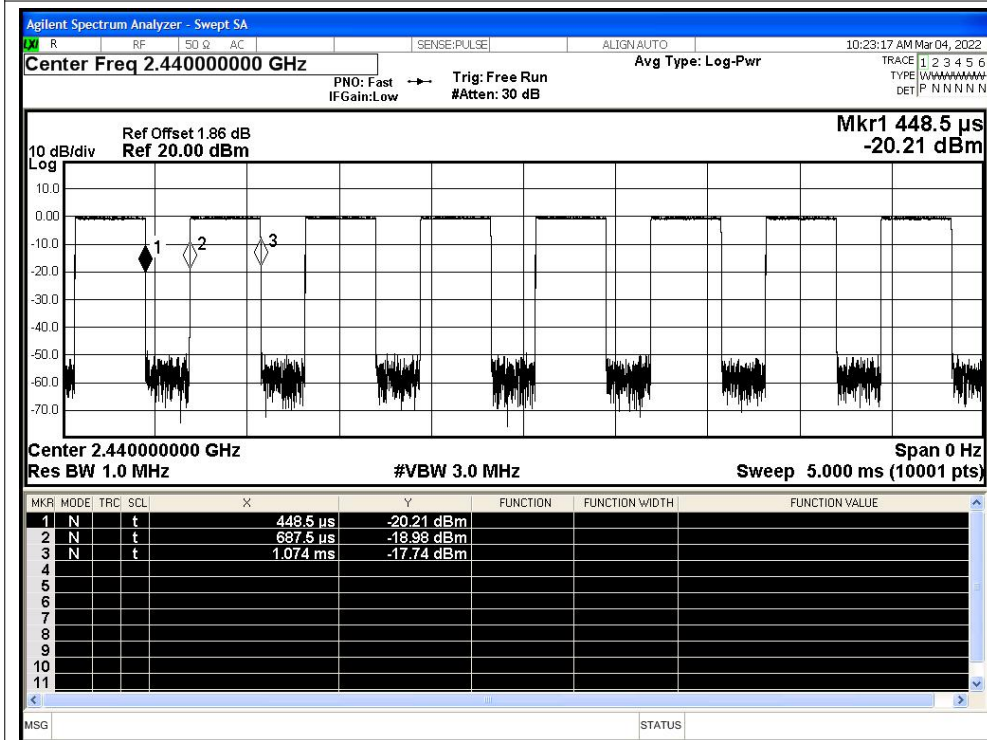 Agilent Spectrum Analyzer - Swept SA
LXI R RF 50 Ω AC SENSE:PULSE ALIGN AUTO 10:23:17 AM Mar 04, 2022
Center Freq 2.440000000 GHz Avg Type: Log-Pwr TRACE 1 2 3 4 5 6
PNO: Fast Trig: Free Run TYPE WWWWWW
IFGain:Low #Atten: 30 dB DET P N N N N N
Ref Offset 1.86 dB Mkr1 448.5 µs
10 dB/div Ref 20.00 dBm -20.21 dBm
Log
10.0
0.00
-10.0 1 2 3
-20.0
-30.0
-40.0
-50.0
-60.0
-70.0
Center 2.440000000 GHz Span 0 Hz
Res BW 1.0 MHz #VBW 3.0 MHz Sweep 5.000 ms (10001 pts)
MKR MODE TRC SCL X Y FUNCTION FUNCTION WIDTH FUNCTION VALUE
1 N t 448.5 µs -20.21 dBm
2 N t 687.5 µs -18.98 dBm
3 N t 1.074 ms -17.74 dBm
4
5
6
7
8
9
10
11
MSG STATUS